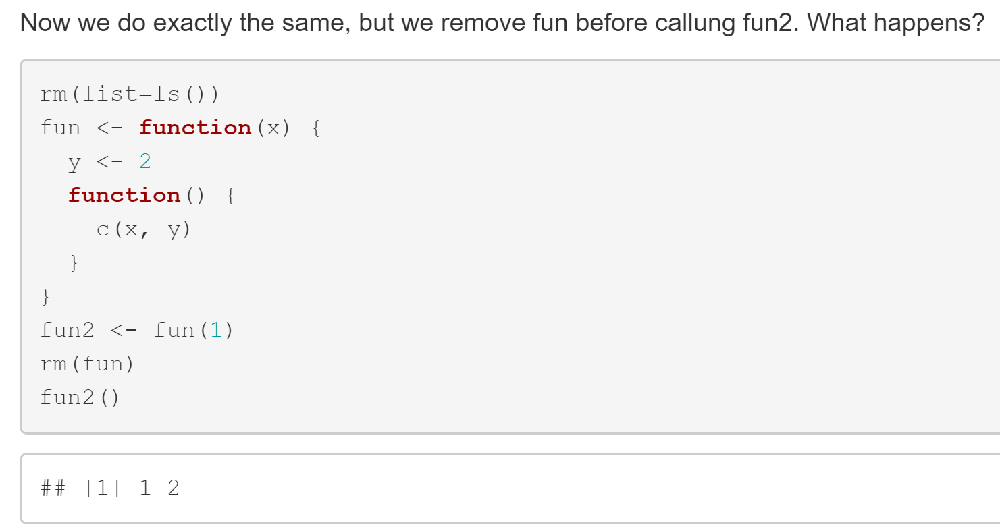 Now we do exactly the same, but we remove fun before callung fun2. What happens?
rm(list=ls())
fun <- function(x) {
  y <- 2
  function() {
    c(x, y)
  }
}
fun2 <- fun(1)
rm(fun)
fun2()
## [1] 1 2